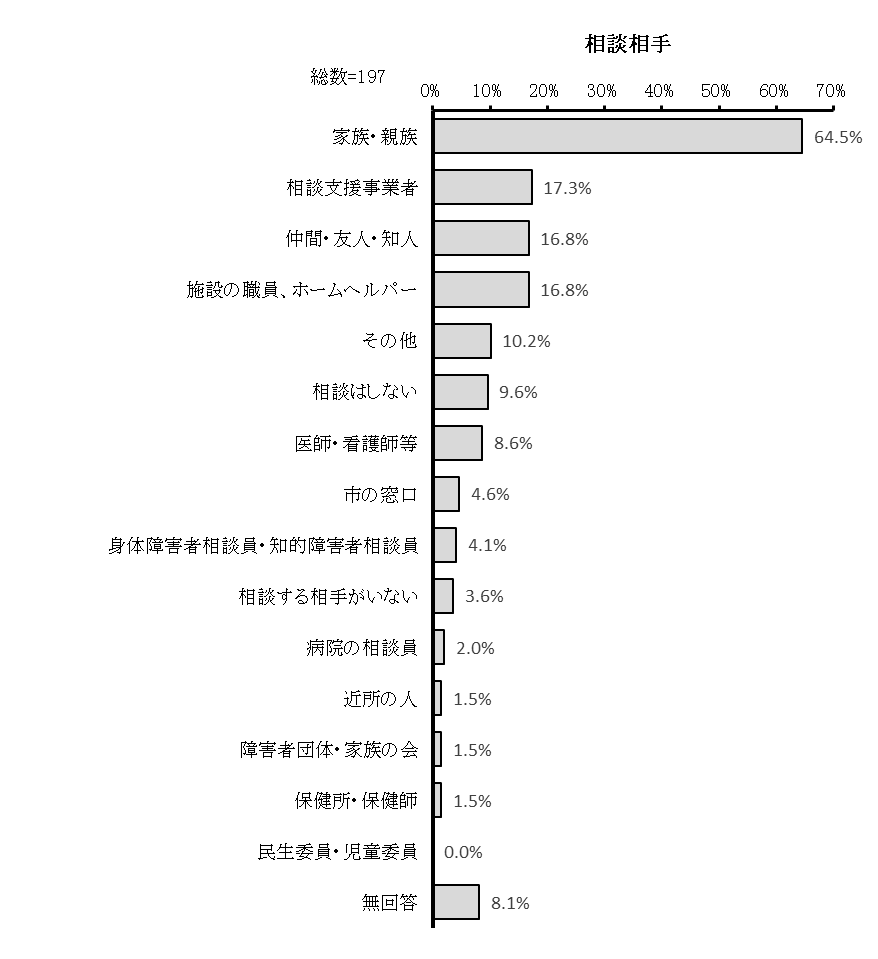 相談相手
総数=197
0% 10% 20% 30% 40% 50% 60% 70%
家族・親族 64.5%
相談支援事業者 17.3%
仲間・友人・知人 16.8%
施設の職員、ホームヘルパー 16.8%
その他 10.2%
相談はしない 9.6%
医師・看護師等 8.6%
市の窓口 4.6%
身体障害者相談員・知的障害者相談員 4.1%
相談する相手がいない 3.6%
病院の相談員 2.0%
近所の人 1.5%
障害者団体・家族の会 1.5%
保健所・保健師 1.5%
民生委員・児童委員 0.0%
無回答 8.1%